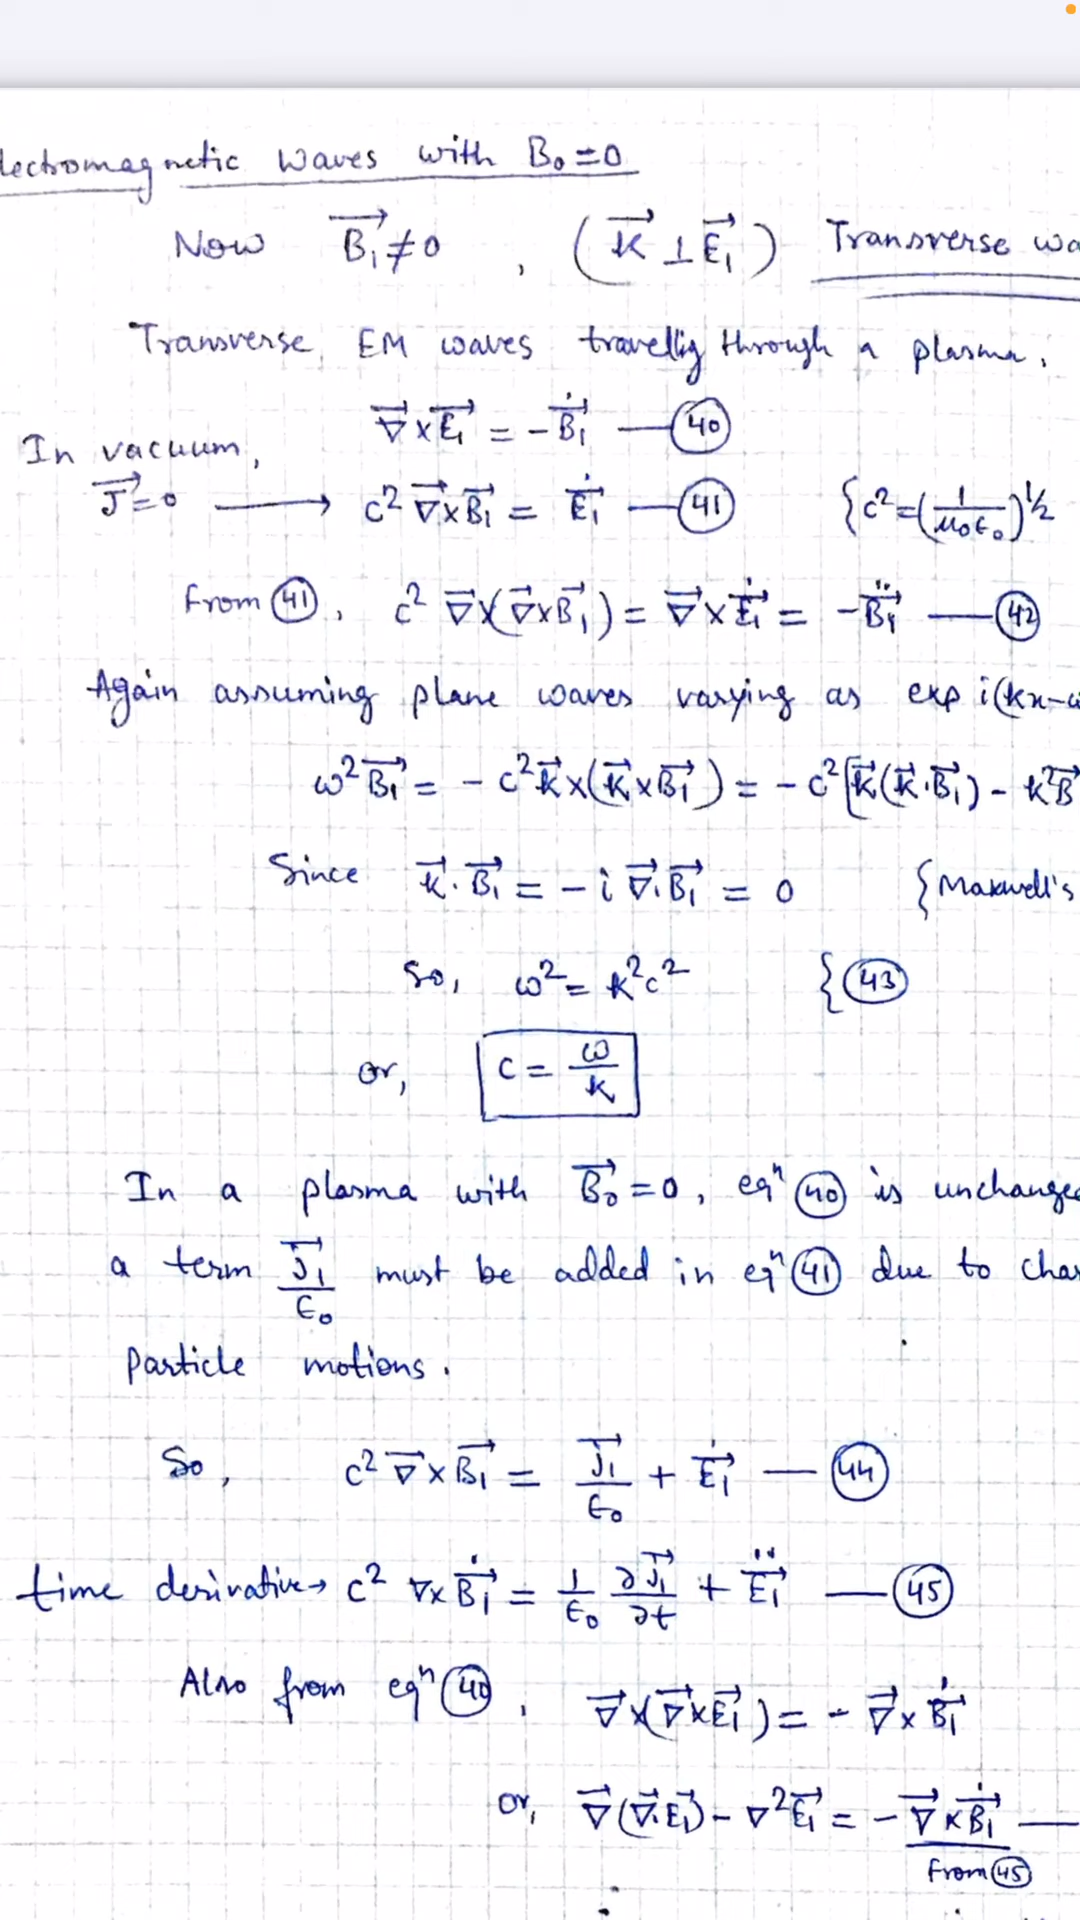 lectromagnetic Waves with B₀=0
Now B⃗₁≠0 , (k⃗ ⊥ E⃗₁) Transverse wa
Transverse EM waves travellig through a plasma.
∇⃗×E⃗₁ = -Ḃ⃗₁ — (40)
In vacuum,
J⃗=0 ⟶ c² ∇⃗×B⃗₁ = Ė⃗₁ — (41) {c²=(1/μ₀ε₀)^½
From (41), c² ∇⃗×(∇⃗×B⃗₁) = ∇⃗×Ė⃗₁ = -B̈⃗₁ — (42)
Again assuming plane waves varying as exp i(kx-ω
ω²B⃗₁ = - c²k⃗×(k⃗×B⃗₁) = - c²[k⃗(k⃗.B⃗₁) - k²B⃗
Since k⃗.B⃗₁ = - i ∇⃗.B⃗₁ = 0 {Maxwell's
So, ω² = k²c² {(43)
or, c = ω/k
In a plasma with B⃗₀=0, eqⁿ (40) is unchange
a term J⃗₁/ε₀ must be added in eqⁿ (41) due to char
Particle motions.
So, c² ∇⃗×B⃗₁ = J⃗₁/ε₀ + Ė⃗₁ — (44)
time derivative→ c² ∇×Ḃ⃗₁ = 1/ε₀ ∂J⃗₁/∂t + Ë⃗₁ — (45)
Also from eqⁿ (40), ∇⃗×(∇⃗×E⃗₁) = - ∇⃗×Ḃ⃗₁
or, ∇⃗(∇⃗.E⃗₁) - ∇²E⃗₁ = - ∇⃗×Ḃ⃗₁ —
From (45)